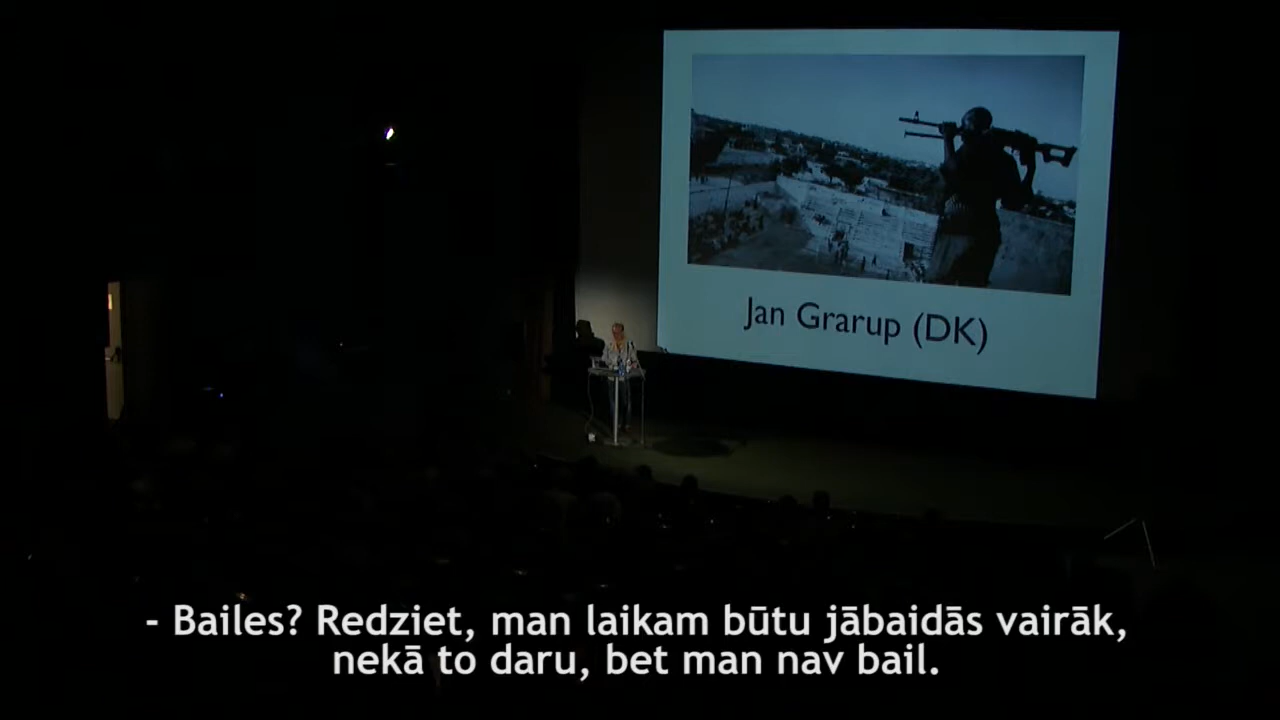 Jan Grarup (DK)
- Bailes? Redziet, man laikam būtu jābaidās vairāk,
nekā to daru, bet man nav bail.